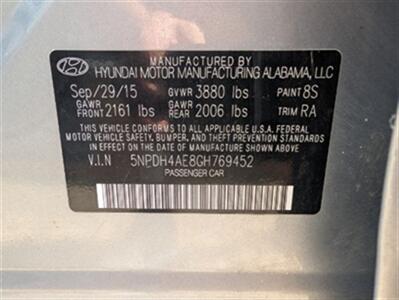 MANUFACTURED BY
HYUNDAI MOTOR MANUFACTURING ALABAMA, LLC
Sep/29/15 GVWR 3880 lbs PAINT 8S
GAWR FRONT 2161 lbs GAWR REAR 2006 lbs TRIM RA
THIS VEHICLE CONFORMS TO ALL APPLICABLE U.S. FEDERAL
MOTOR VEHICLE SAFETY, BUMPER, AND THEFT PREVENTION
STANDARDS IN EFFECT ON THE DATE OF MANUFACTURE SHOWN ABOVE.
V.I.N 5NPDH4AE8GH769452
PASSENGER CAR